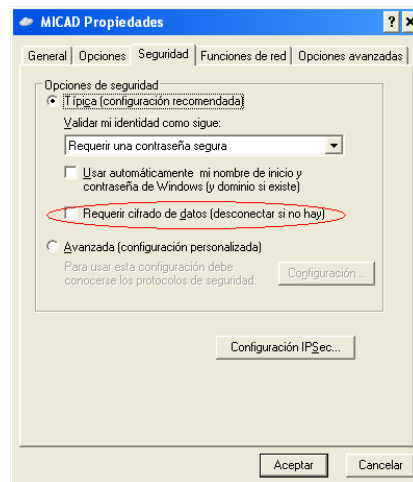 MICAD Propiedades
General Opciones Seguridad Funciones de red Opciones avanzadas
Opciones de seguridad
Típica (configuración recomendada)
Validar mi identidad como sigue:
Requerir una contraseña segura
Usar automáticamente mi nombre de inicio y
contraseña de Windows (y dominio si existe)
Requerir cifrado de datos (desconectar si no hay)
Avanzada (configuración personalizada)
Para usar esta configuración debe
conocerse los protocolos de seguridad.
Configuración...
Configuración IPSec...
Aceptar Cancelar